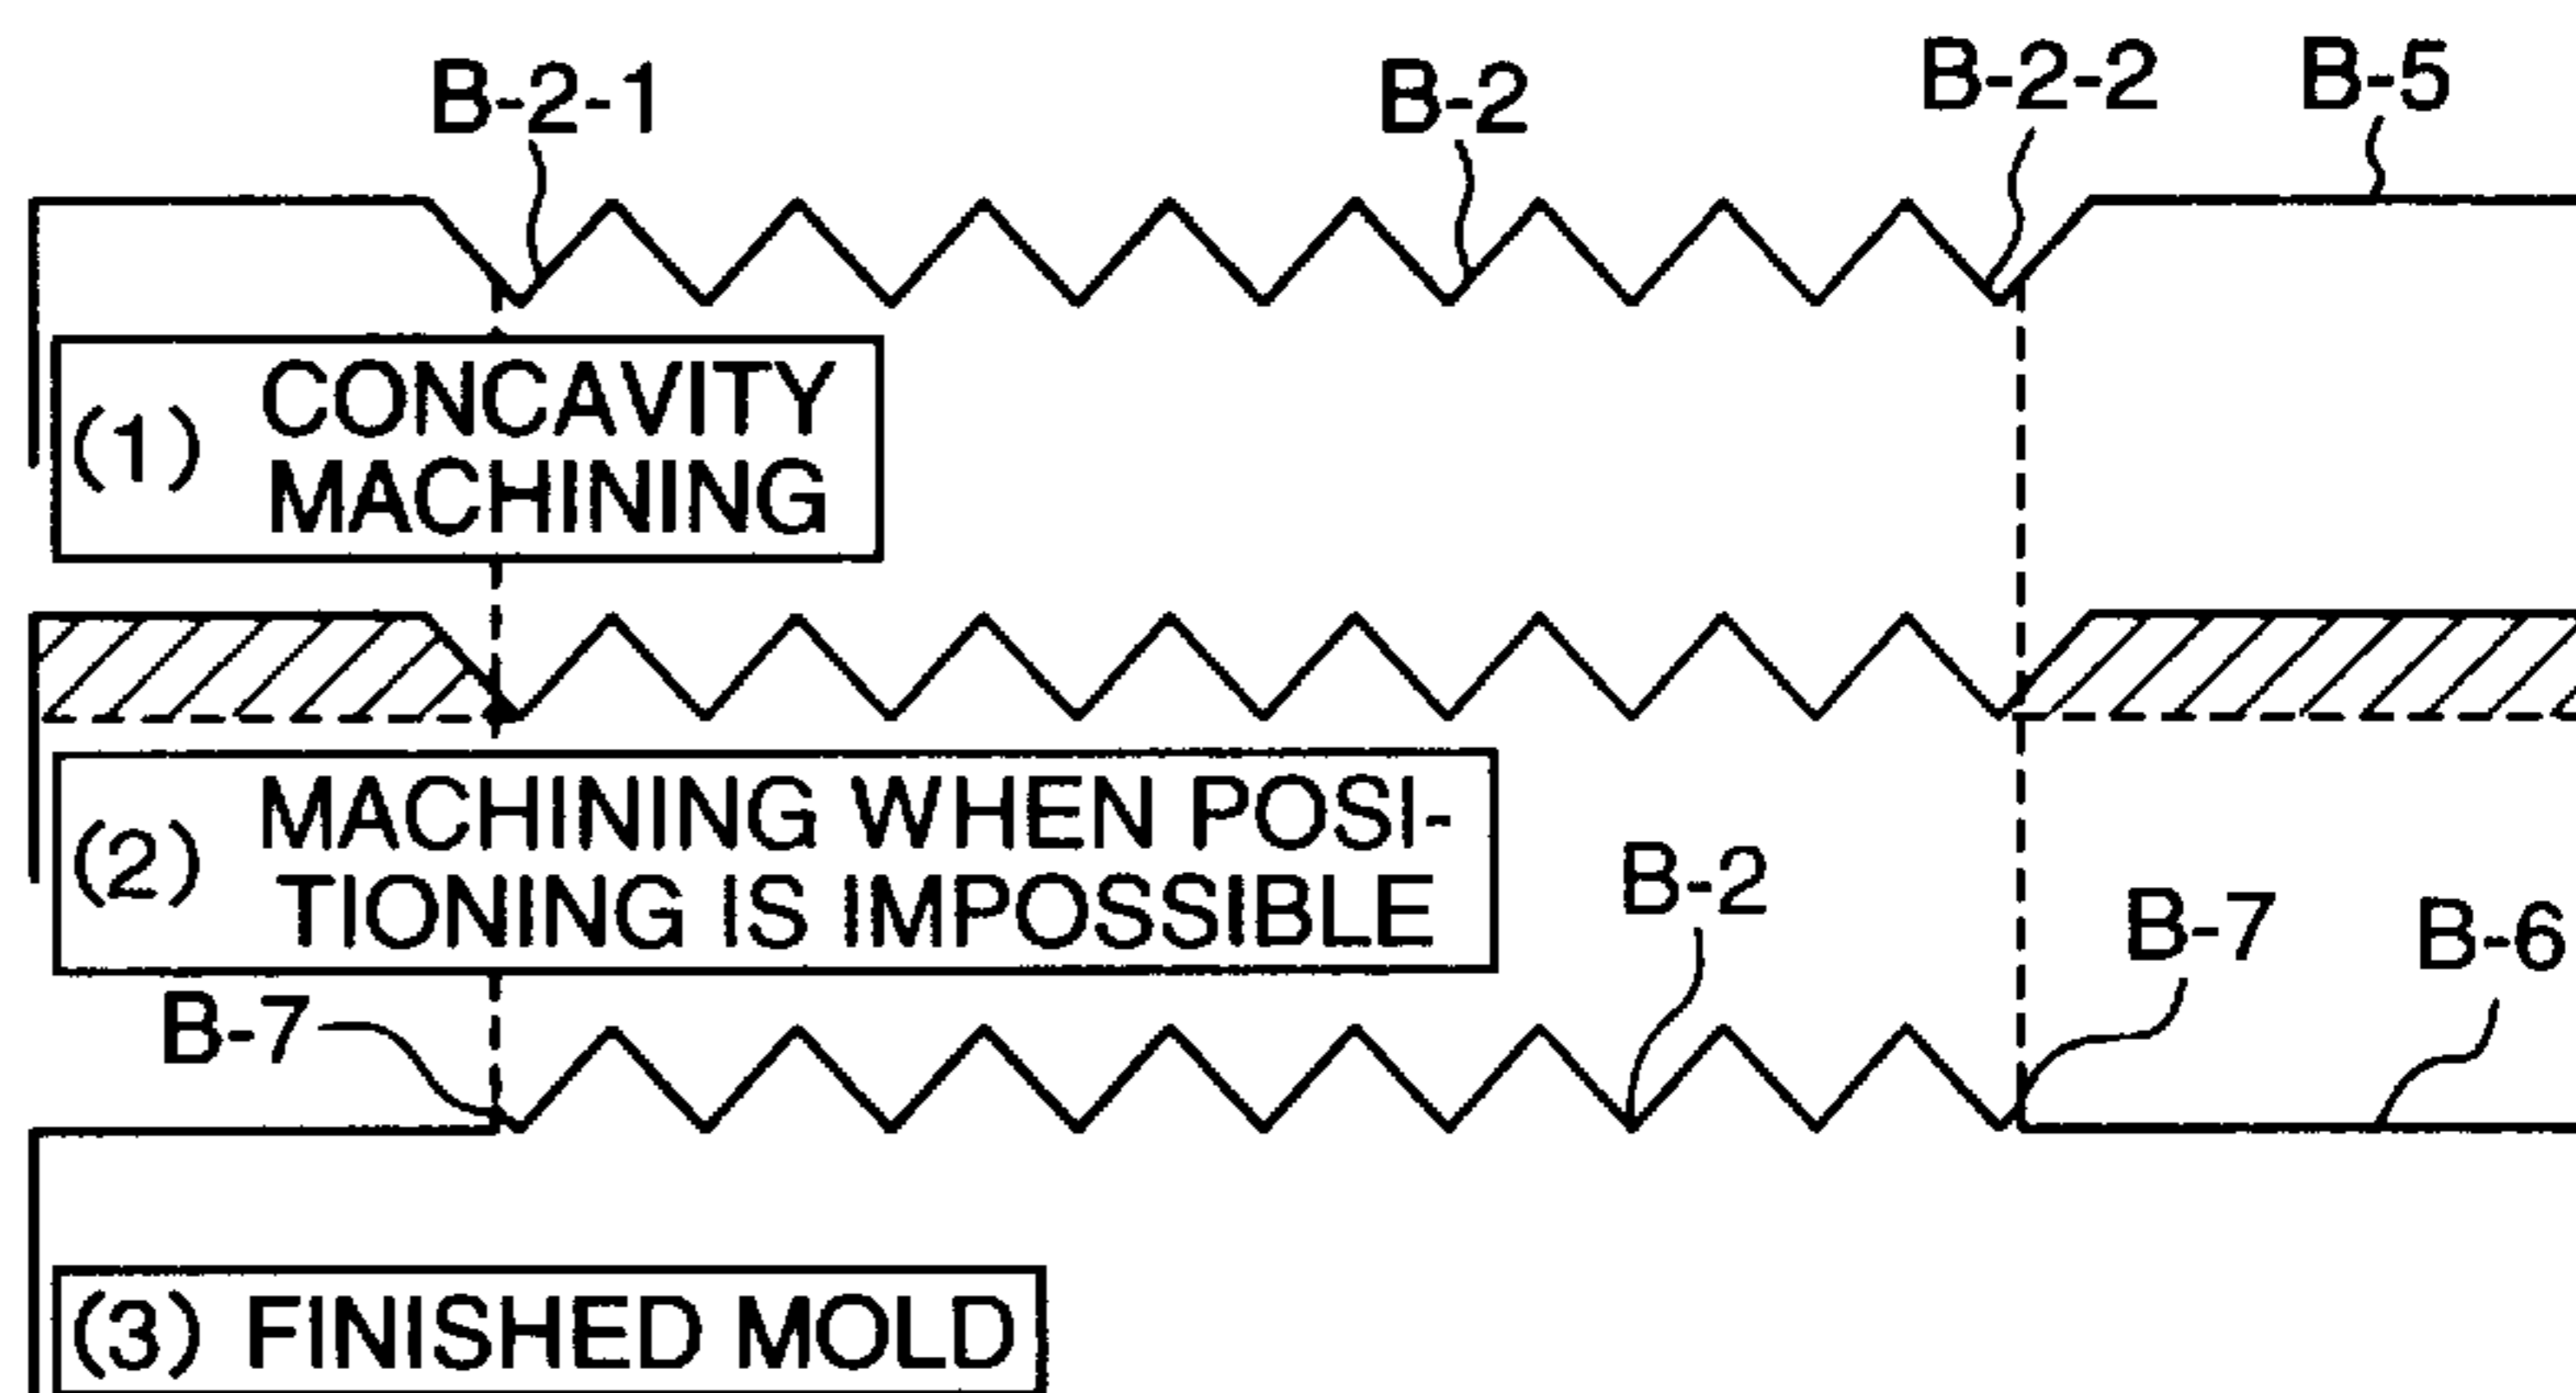 B-2-1 B-2 B-2-2 B-5
(1) CONCAVITY
MACHINING
(2) MACHINING WHEN POSI-
TIONING IS IMPOSSIBLE
B-2 B-7 B-6
B-7
(3) FINISHED MOLD